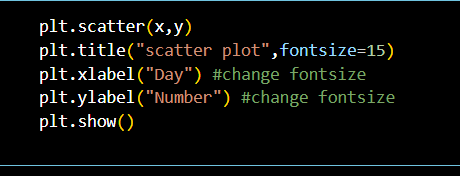 plt.scatter(x,y)
plt.title("scatter plot",fontsize=15)
plt.xlabel("Day") #change fontsize
plt.ylabel("Number") #change fontsize
plt.show()